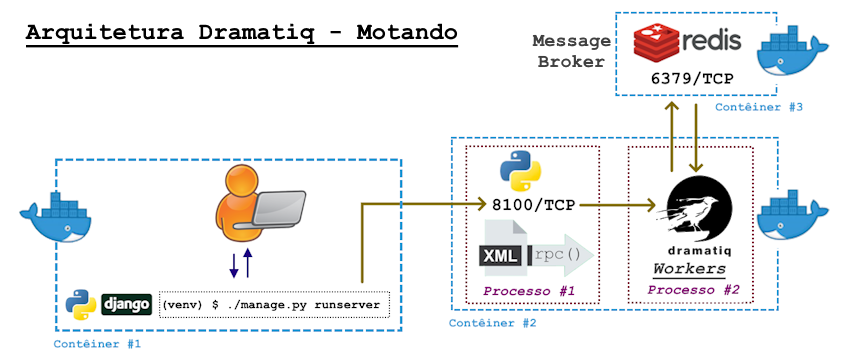 Arquitetura Dramatiq - Motando
Message
Broker
redis
6379/TCP
Contêiner #3
8100/TCP
XML
rpc()
Processo #1
dramatiq
Workers
Processo #2
Contêiner #2
django
(venv) $ ./manage.py runserver
Contêiner #1